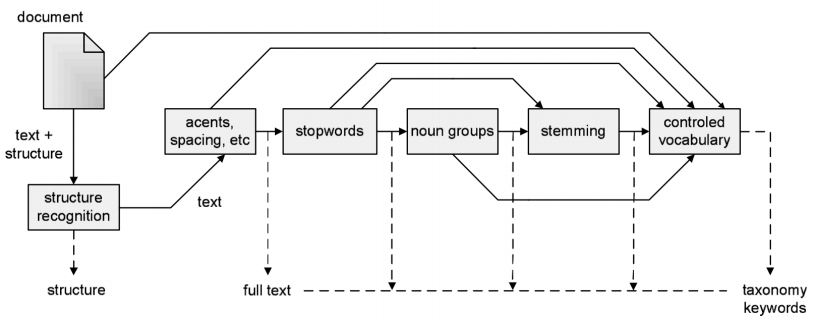 document
text +
structure
structure
recognition
structure
text
acents,
spacing, etc
stopwords
noun groups
stemming
controled
vocabulary
full text
taxonomy
keywords